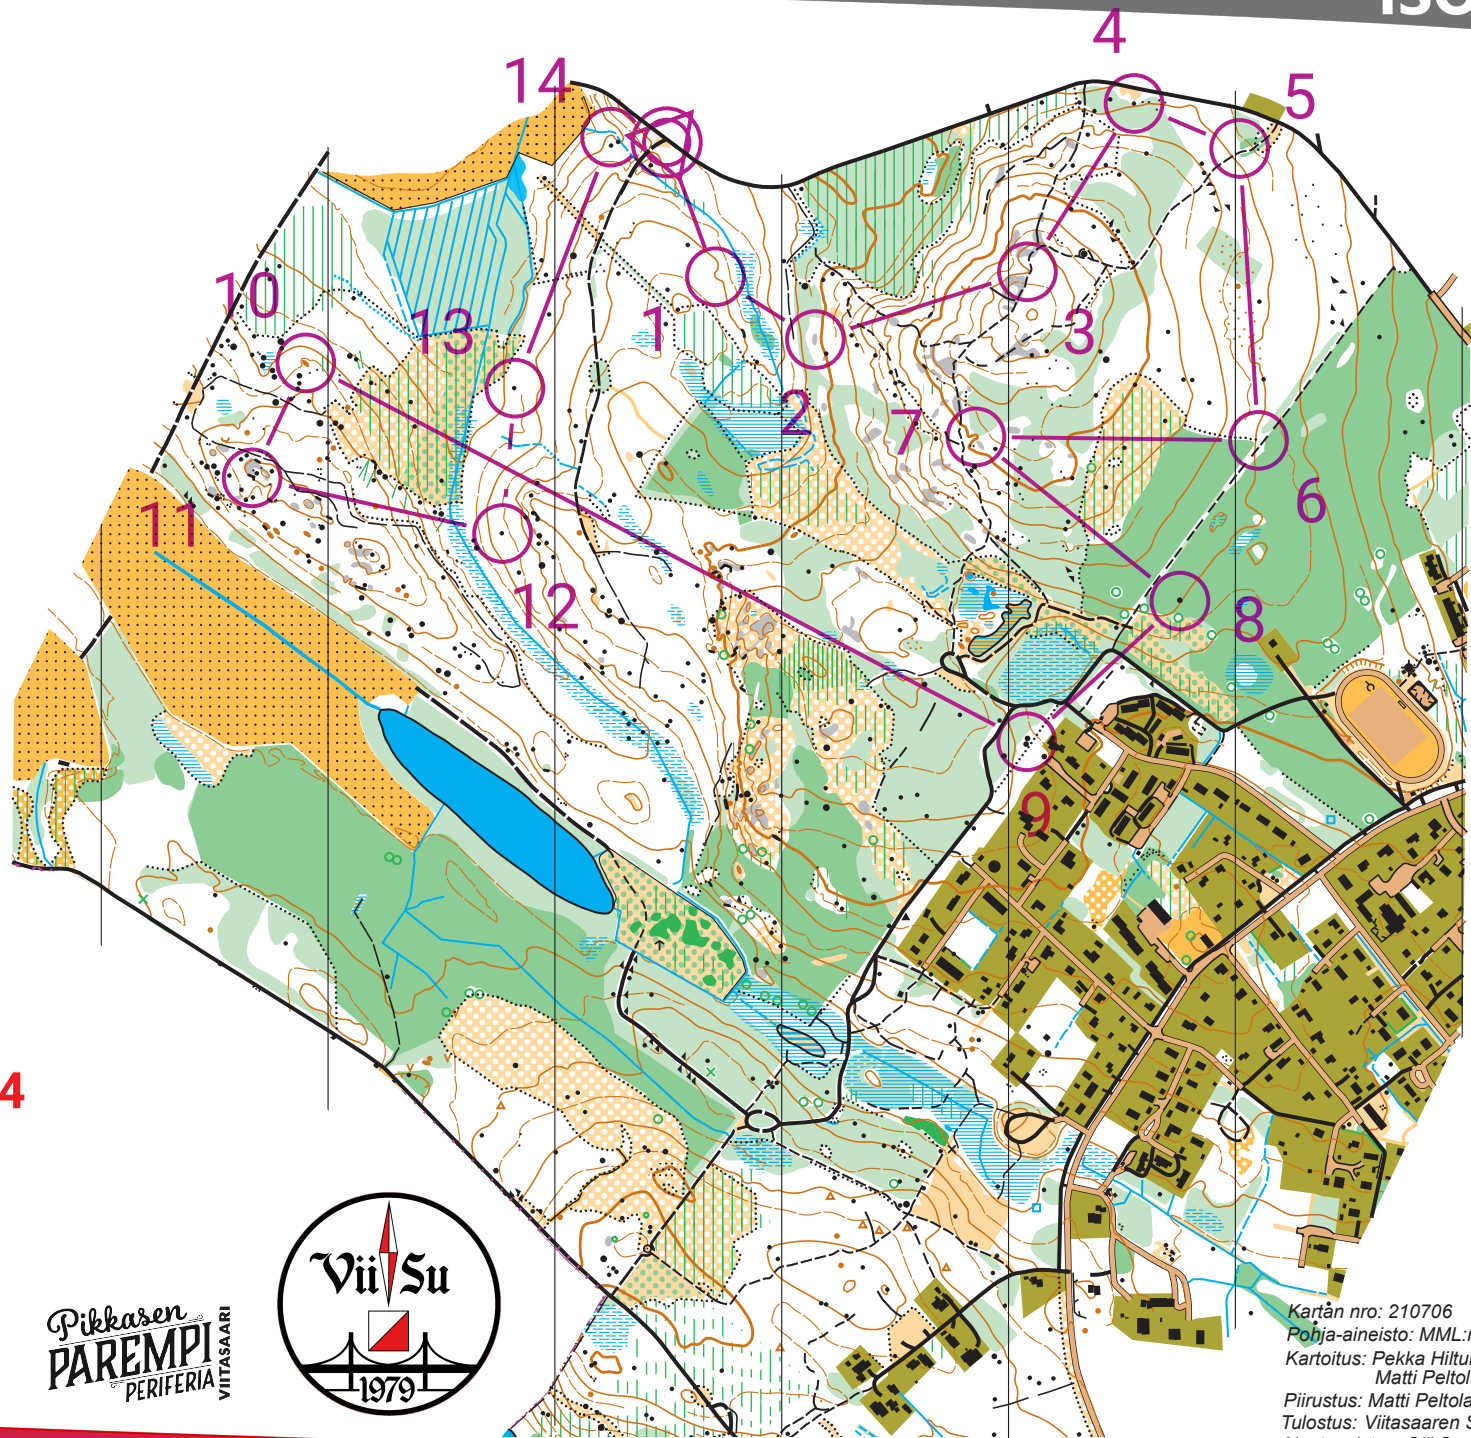 4
14
5
10
13
1
3
2
7
11
6
12
8
9
4
Vii Su
1979
Pikkasen
PAREMPI
PERIFERIA
VIITASAARI
Kartan nro: 210706
Pohja-aineisto: MML:n
Kartoitus: Pekka Hiltu
Matti Peltol
Piirustus: Matti Peltola
Tulostus: Viitasaaren S